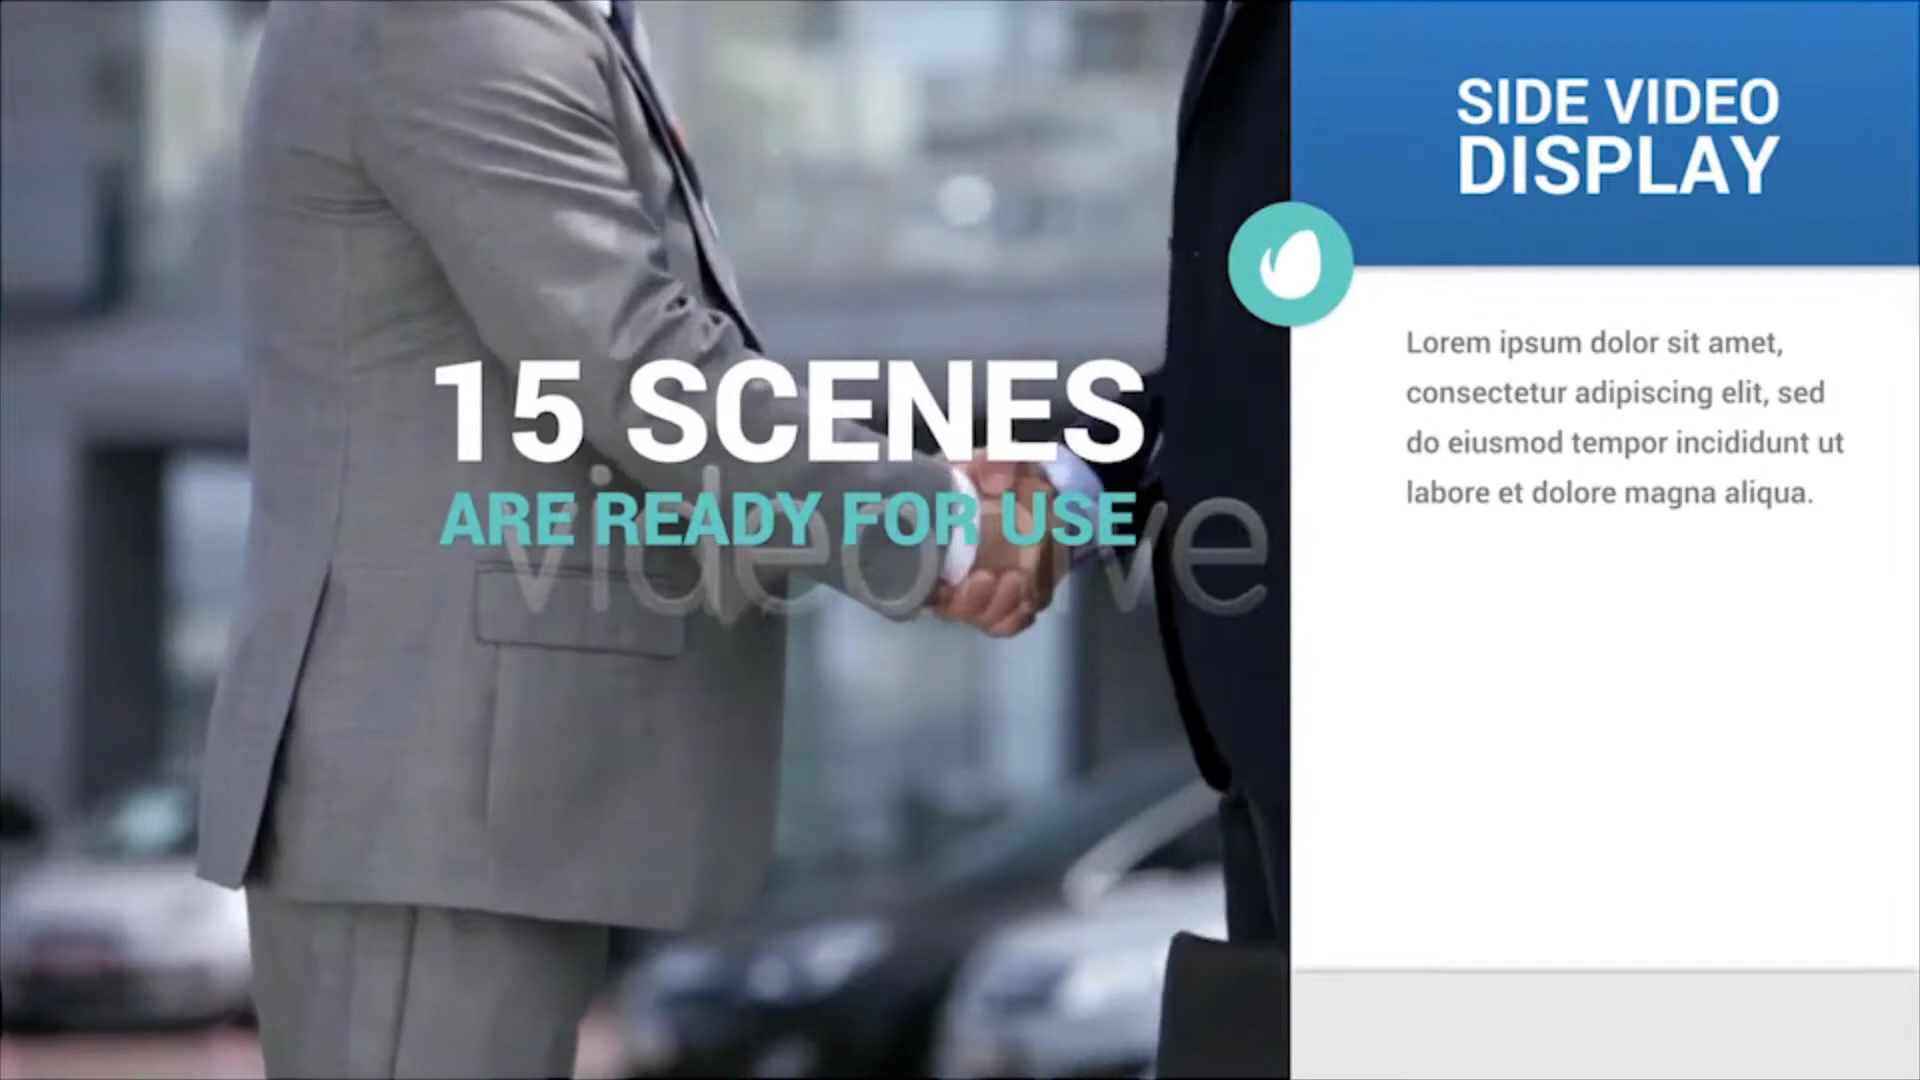 15 SCENES
ARE READY FOR USE
videohive
SIDE VIDEO
DISPLAY
Lorem ipsum dolor sit amet,
consectetur adipiscing elit, sed
do eiusmod tempor incididunt ut
labore et dolore magna aliqua.